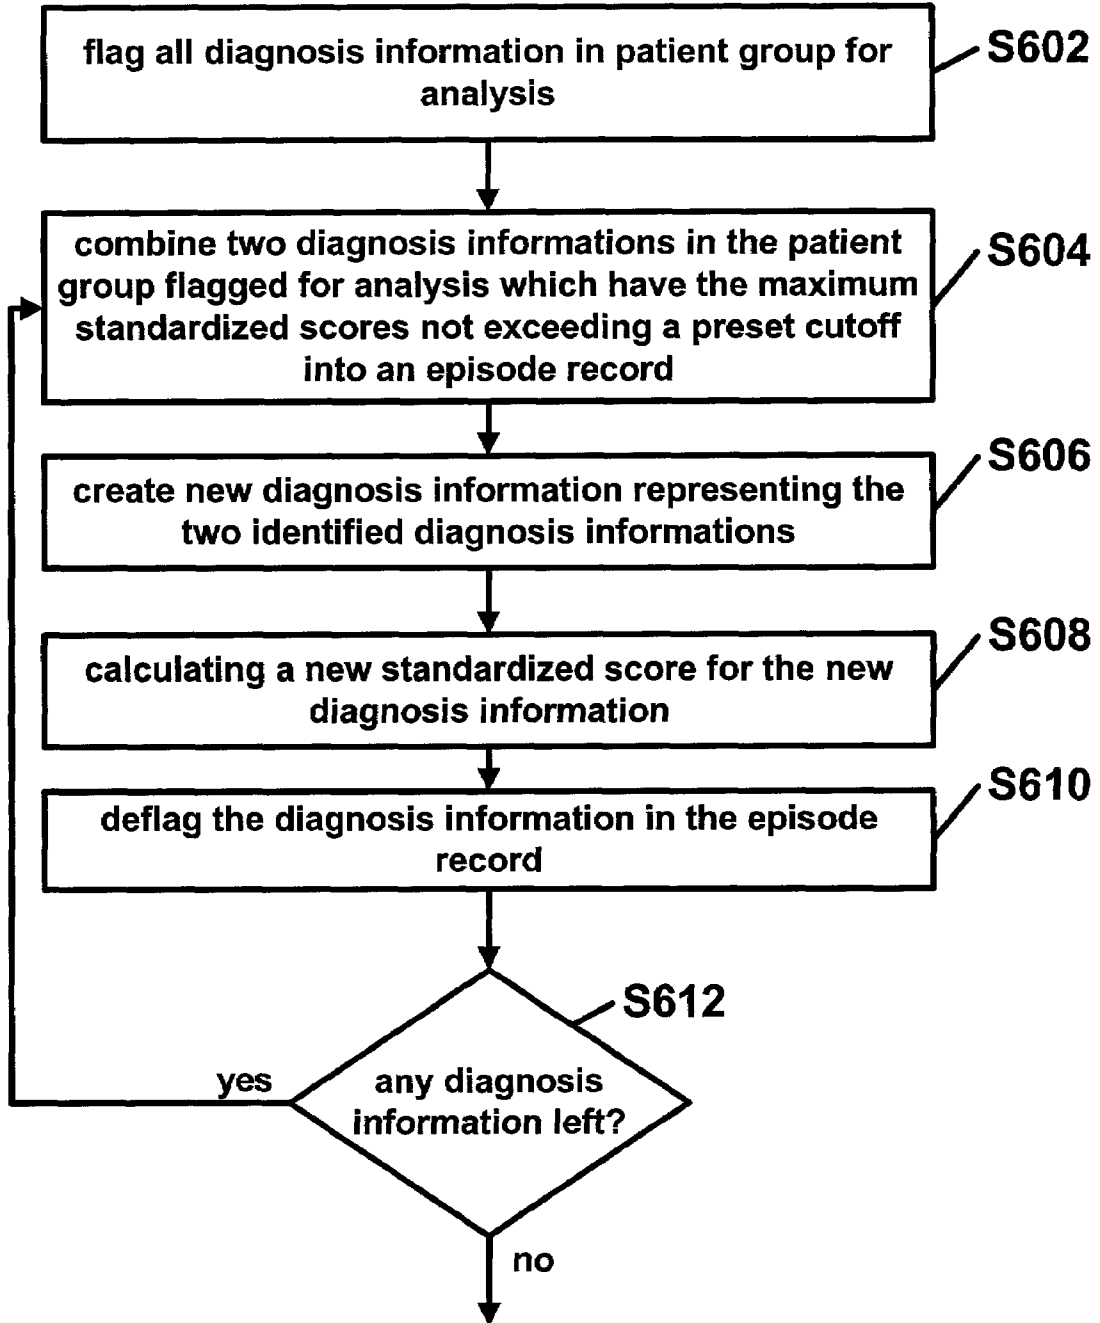 flag all diagnosis information in patient group for
analysis
S602
combine two diagnosis informations in the patient
group flagged for analysis which have the maximum
standardized scores not exceeding a preset cutoff
into an episode record
S604
create new diagnosis information representing the
two identified diagnosis informations
S606
calculating a new standardized score for the new
diagnosis information
S608
deflag the diagnosis information in the episode
record
S610
S612
any diagnosis
information left?
yes
no